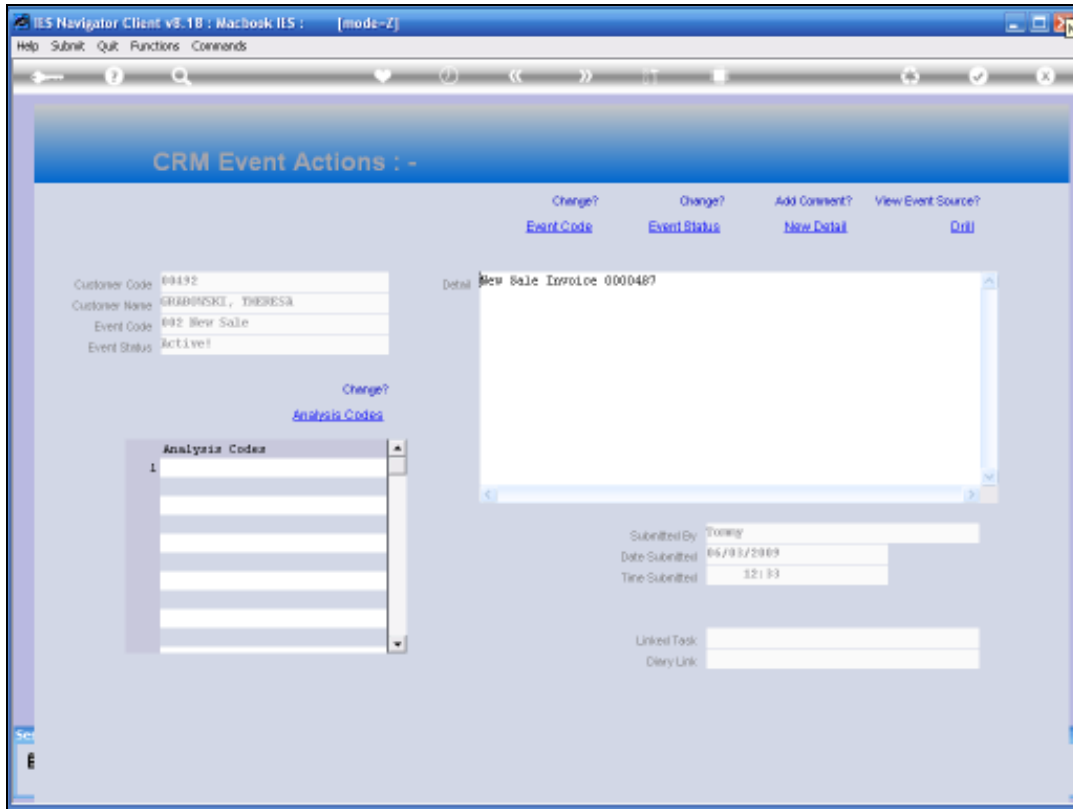 IES Navigator Client v8.18 : Macbook IES : [mode-Z]
Help Submit Quit Functions Commands
CRM Event Actions : -
Change? Change? Add Comment? View Event Source?
Event Code Event Status New Detail Drill
Customer Code 00492
Customer Name GRABOWSKI, THERESA
Event Code 002 New Sale
Event Status Active!
Detail New Sale Invoice 0000487
Change?
Analysis Codes
Analysis Codes
1
Submitted By Tommy
Date Submitted 06/03/2009
Time Submitted 12:33
Linked Task
Diary Link